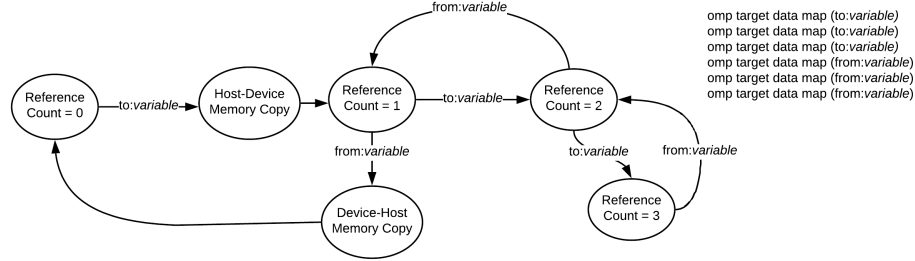 from:variable
omp target data map (to:variable)
omp target data map (to:variable)
omp target data map (to:variable)
omp target data map (from:variable)
omp target data map (from:variable)
omp target data map (from:variable)
Reference
Count = 0
to:variable
Host-Device
Memory Copy
Reference
Count = 1
to:variable
Reference
Count = 2
from:variable
to:variable
from:variable
Reference
Count = 3
Device-Host
Memory Copy